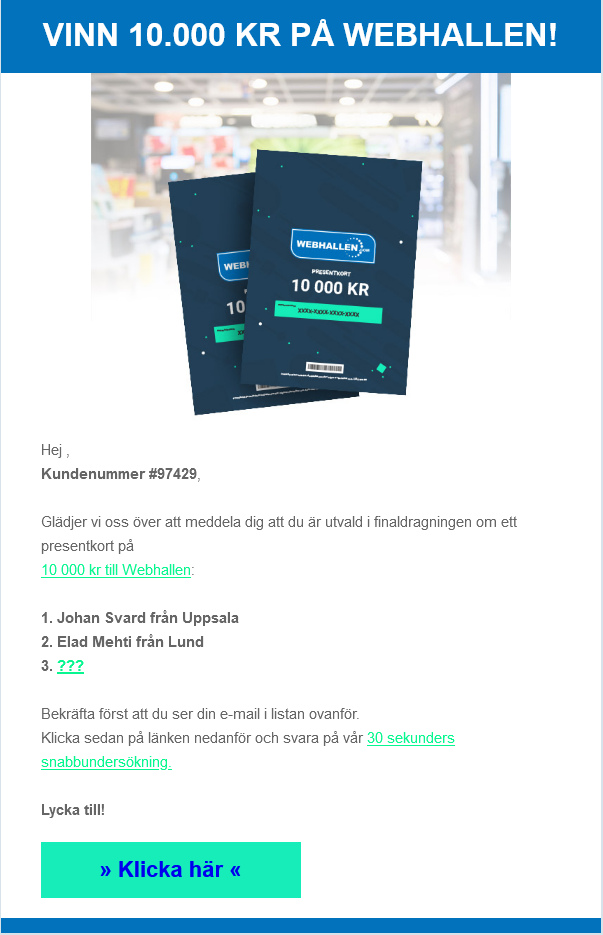 VINN 10.000 KR PÅ WEBHALLEN!
WEBH
10
WEBHALLEN.COM
PRESENTKORT
10 000 KR
XXXX-XXXX-XXXX-XXXX
Hej ,
Kundenummer #97429,
Glädjer vi oss över att meddela dig att du är utvald i finaldragningen om ett
presentkort på
10 000 kr till Webhallen:
1. Johan Svard från Uppsala
2. Elad Mehti från Lund
3. ???
Bekräfta först att du ser din e-mail i listan ovanför.
Klicka sedan på länken nedanför och svara på vår 30 sekunders
snabbundersökning.
Lycka till!
» Klicka här «